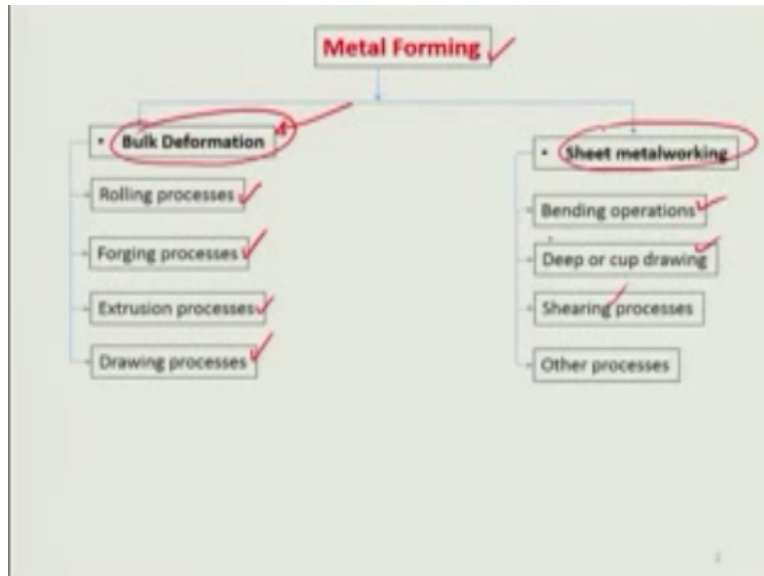 Metal Forming
• Bulk Deformation
Rolling processes
Forging processes
Extrusion processes
Drawing processes
• Sheet metalworking
Bending operations
Deep or cup drawing
Shearing processes
Other processes
2